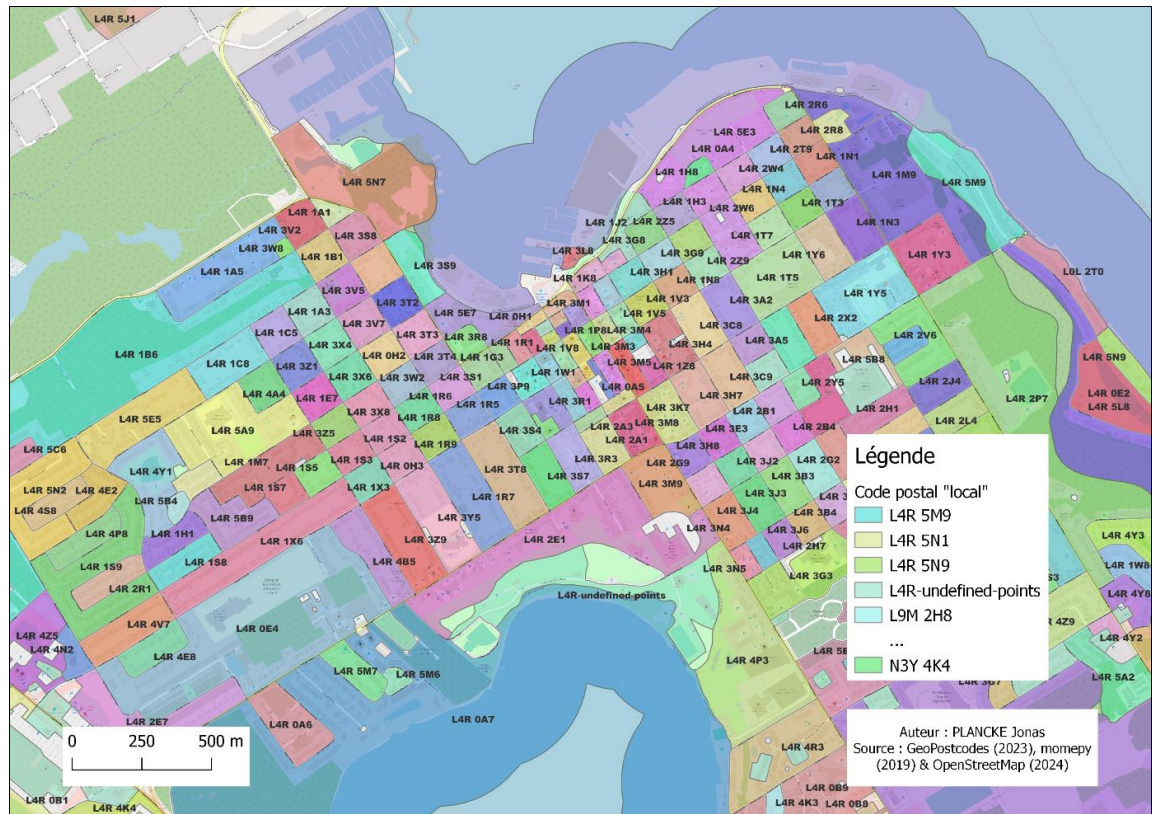 L4R 5J1
L4R 2R6
L4R 5E3
L4R 2R8
L4R 0A4
L4R 2T9
L4R 1N1
L4R 2W4
L4R 1H8
L4R 1M9
L4R 5M9
L4R 5N7
L4R 1N4
L4R 1H3
L4R 2W6
L4R 1T3
L4R 1A1
L4R 1J2
L4R 2Z5
L4R 1N3
L4R 3V2
L4R 3S8
L4R 1T7
L4R 3G8
L4R 3W8
L4R 3L8
L4R 3G9
L4R 1Y6
L4R 1Y3
L4R 1B1
L4R 2Z9
L4R 3S9
L4R 1A5
L4R 3H1
L0L 2T0
L4R 1K8
L4R 1N8
L4R 1T5
L4R 3V5
L4R 1Y5
L4R 3T2
L4R 3M1
L4R 1V3
L4R 3A2
L4R 1A3
L4R 5E7
L4R 0H1
L4R 1V5
L4R 2X2
L4R 3V7
L4R 3C8
L4R 1C5
L4R 3T3
L4R 3R8
L4R 1R1
L4R 1P8
L4R 3M4
L4R 2V6
L4R 3X4
L4R 3H4
L4R 3A5
L4R 1V8
L4R 3M3
L4R 1B6
L4R 0H2
L4R 3T4
L4R 1G3
L4R 5B8
L4R 5N9
L4R 1C8
L4R 3Z1
L4R 3M5
L4R 1Z6
L4R 1W1
L4R 3X6
L4R 3W2
L4R 3S1
L4R 3C9
L4R 2Y5
L4R 2J4
L4R 3P9
L4R 0A5
L4R 4A4
L4R 1E7
L4R 1R6
L4R 3H7
L4R 0E2
L4R 2P7
L4R 1R5
L4R 3R1
L4R 3K7
L4R 5L8
L4R 3X8
L4R 2B1
L4R 2H1
L4R 5E5
L4R 1R8
L4R 3M8
L4R 2L4
L4R 2A3
L4R 3E3
L4R 2B4
L4R 5A9
L4R 3Z5
L4R 3S4
L4R 1S2
L4R 2A1
L4R 1R9
L4R 3H8
L4R 5C6
L4R 3R3
L4R 1S3
L4R 2G9
L4R 3J2
L4R 2G2
L4R 1M7
L4R 0H3
L4R 1S5
L4R 3T8
L4R 4Y1
L4R 3S7
L4R 3B3
L4R 3M9
L4R 1S7
L4R 1X3
L4R 5N2
L4R 4E2
L4R 3J3
L4R 1R7
L4R 5B4
L4R 4S8
L4R 3J4
L4R 3B4
L4R 5B9
L4R 3Y5
L4R 3N4
L4R 3J6
L4R 4P8
L4R 1H1
L4R 4Y3
L4R 1X6
L4R 3Z9
L4R 2E1
L4R 2H7
L4R 4B5
L4R 1S8
L4R 1S9
L4R 1W8
L4R 3N5
L4R 3G3
L4R 2R1
L4R 4Y8
L4R-undefined-points
L4R 4V7
L4R 0E4
L4R 4Z5
L4R 4Y2
L4R 4N2
L4R 4E8
L4R 4P3
L4R 5M7
L4R 5M6
L4R 5A2
L4R 2E7
L4R 0A6
L4R 0A7
L4R 4R3
L4R 0B1
L4R 4K4
L4R 0B9
L4R 4K3
L4R 0B8
Légende
Code postal "local"
L4R 5M9
L4R 5N1
L4R 5N9
L4R-undefined-points
L9M 2H8
...
N3Y 4K4
0 250 500 m
Auteur : PLANCKE Jonas
Source : GeoPostcodes (2023), momepy
(2019) & OpenStreetMap (2024)